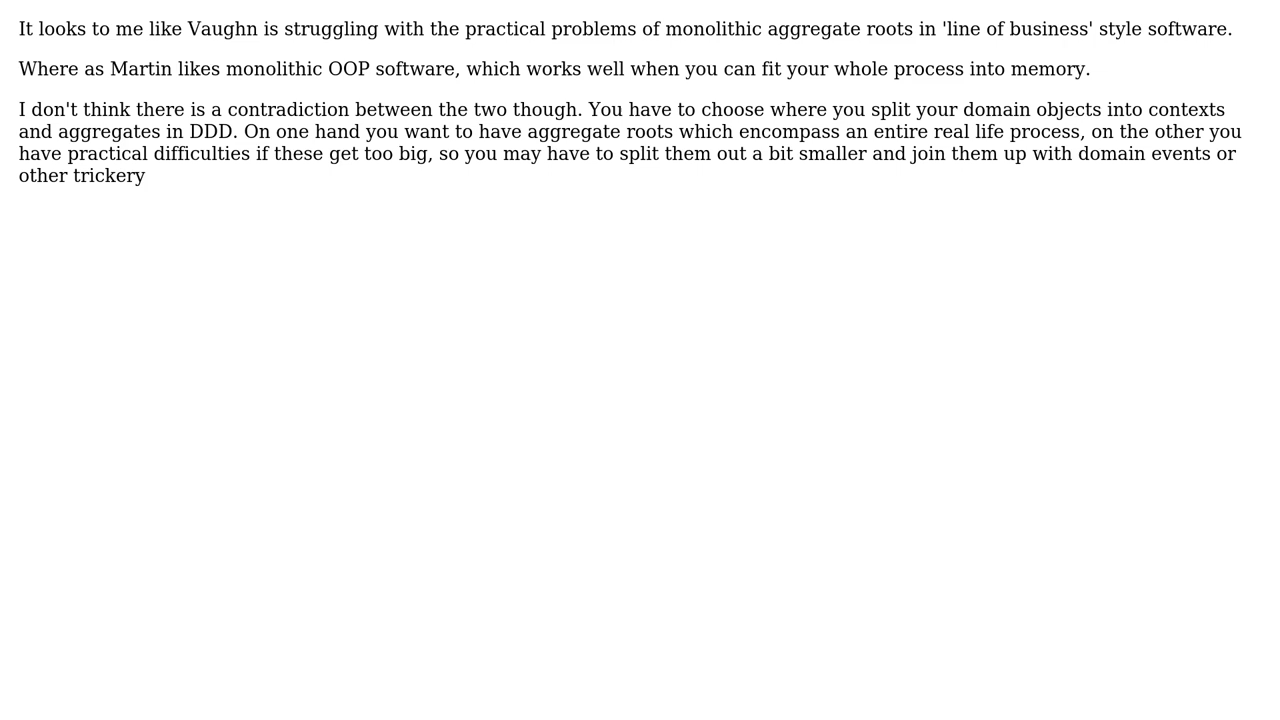 It looks to me like Vaughn is struggling with the practical problems of monolithic aggregate roots in 'line of business' style software.
Where as Martin likes monolithic OOP software, which works well when you can fit your whole process into memory.
I don't think there is a contradiction between the two though. You have to choose where you split your domain objects into contexts
and aggregates in DDD. On one hand you want to have aggregate roots which encompass an entire real life process, on the other you
have practical difficulties if these get too big, so you may have to split them out a bit smaller and join them up with domain events or
other trickery